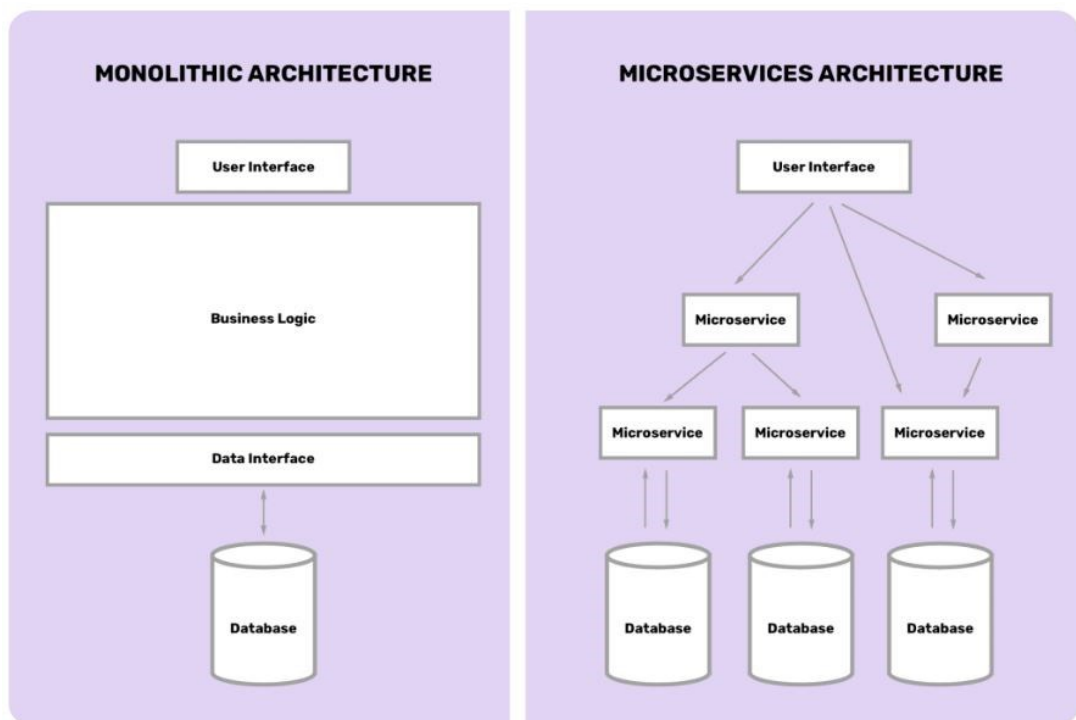 MONOLITHIC ARCHITECTURE
User Interface
Business Logic
Data Interface
Database
MICROSERVICES ARCHITECTURE
User Interface
Microservice
Microservice
Microservice
Microservice
Microservice
Database
Database
Database